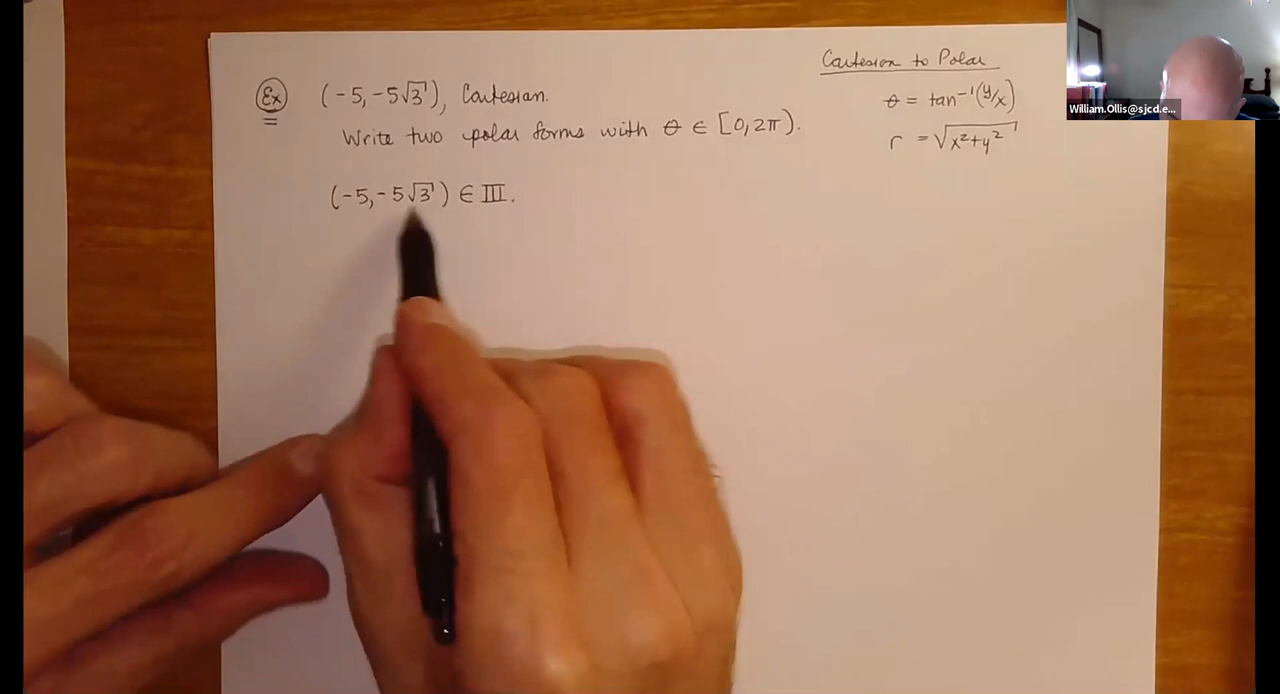 Ex (-5, -5√3), Cartesian.
Write two polar forms with θ ∈ [0, 2π).
(-5, -5√3) ∈ III.
Cartesian to Polar
θ = tan⁻¹(y/x)
r = √x²+y²
William.Ollis@sjcd.e...